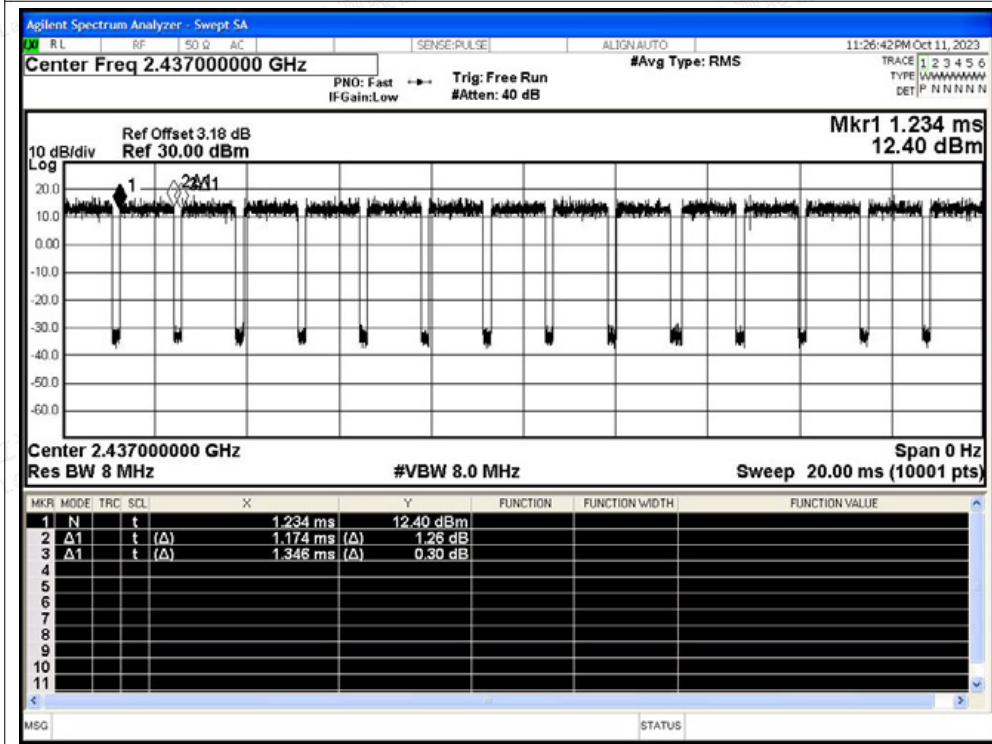 Agilent Spectrum Analyzer - Swept SA
RL RF 50 Ω AC SENSE:PULSE ALIGN AUTO 11:26:42 PM Oct 11, 2023
Center Freq 2.437000000 GHz #Avg Type: RMS TRACE 1 2 3 4 5 6
PNO: Fast Trig: Free Run TYPE WWWWWW
IFGain:Low #Atten: 40 dB DET P N N N N N
Mkr1 1.234 ms
Ref Offset 3.18 dB
10 dB/div Ref 30.00 dBm 12.40 dBm
Log
1 2Δ1 3Δ1
20.0
10.0
0.00
-10.0
-20.0
-30.0
-40.0
-50.0
-60.0
Center 2.437000000 GHz Span 0 Hz
Res BW 8 MHz #VBW 8.0 MHz Sweep 20.00 ms (10001 pts)
MKR MODE TRC SCL X Y FUNCTION FUNCTION WIDTH FUNCTION VALUE
1 N t 1.234 ms 12.40 dBm
2 Δ1 t (Δ) 1.174 ms (Δ) 1.26 dB
3 Δ1 t (Δ) 1.346 ms (Δ) 0.30 dB
4
5
6
7
8
9
10
11
MSG STATUS